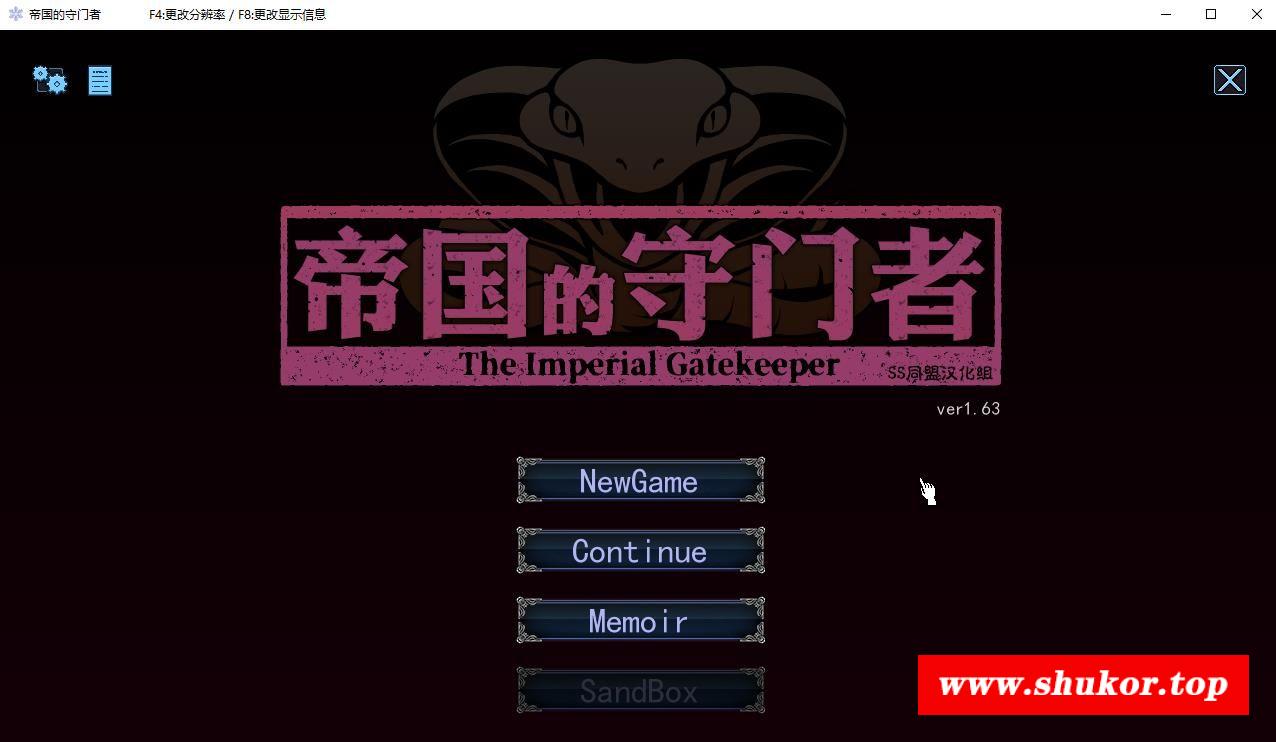 帝国的守门者 F4:更改分辨率 / F8:更改显示信息
帝国的守门者
The Imperial Gatekeeper
SS同盟汉化组
ver1.63
NewGame
Continue
Memoir
SandBox
www.shukor.top